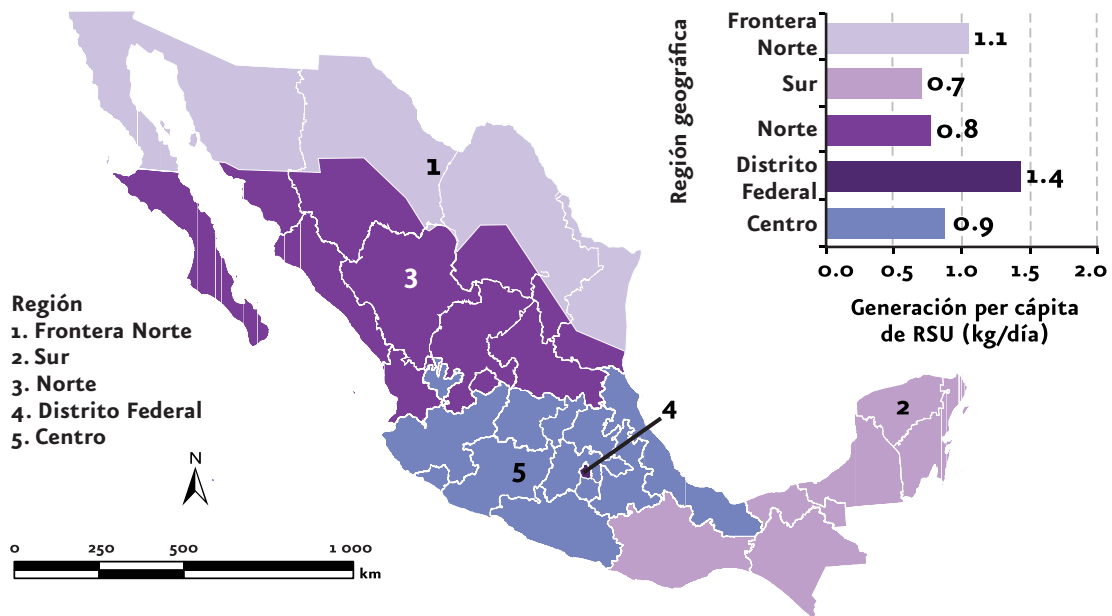 Región geográfica
Frontera
Norte
1.1
Sur
0.7
Norte
0.8
Distrito
Federal
1.4
Centro
0.9
0.0 0.5 1.0 1.5 2.0
Generación per cápita
de RSU (kg/día)
1
3
2
4
5
Región
1. Frontera Norte
2. Sur
3. Norte
4. Distrito Federal
5. Centro
N
0 250 500 1 000
km